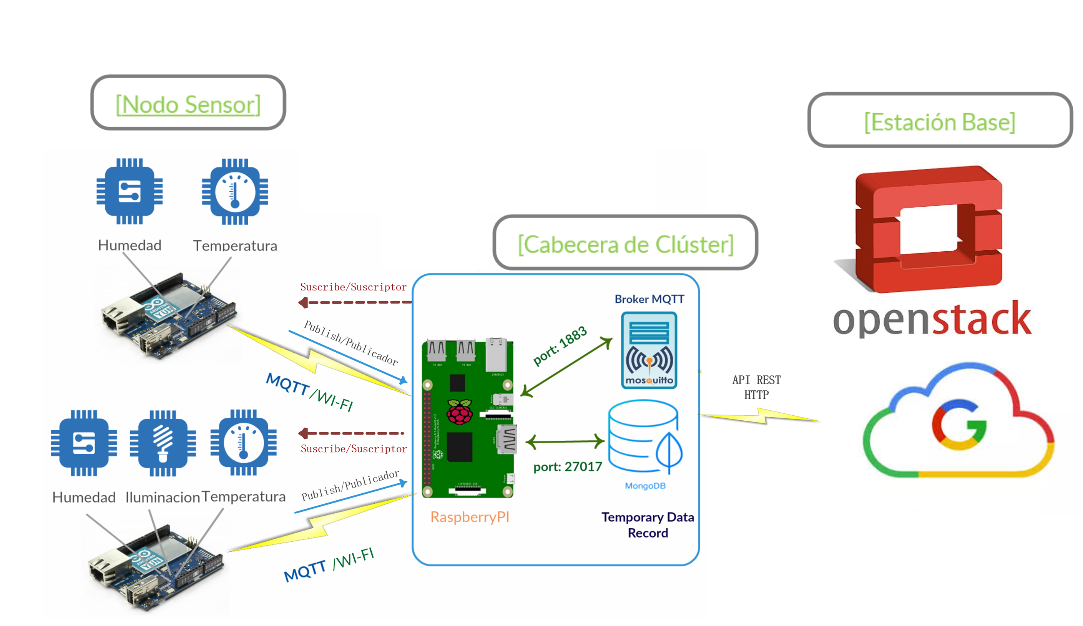 [Nodo Sensor]
[Estación Base]
Humedad
Temperatura
[Cabecera de Clúster]
openstack
Suscribe/Suscriptor
Publish/Publicador
MQTT /WI-FI
Broker MQTT
mosquitto
port: 1883
API REST
HTTP
G
Humedad
Iluminacion
Temperatura
Suscribe/Suscriptor
Publish/Publicador
MQTT /WI-FI
port: 27017
MongoDB
RaspberryPI
Temporary Data
Record